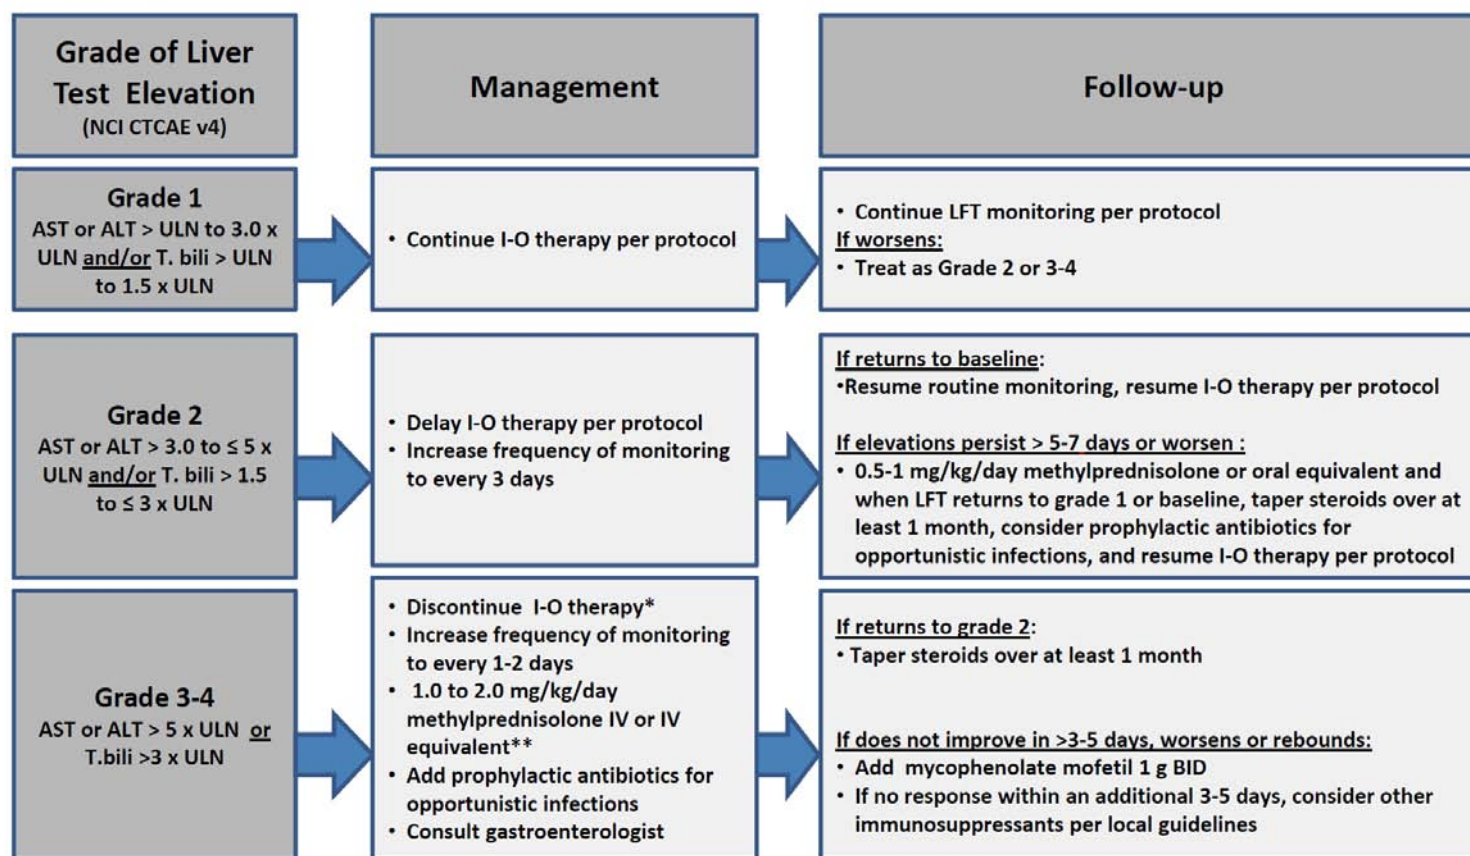 Grade of Liver
Test Elevation
(NCI CTCAE v4)
Management
Follow-up
Grade 1
AST or ALT > ULN to 3.0 x
ULN and/or T. bili > ULN
to 1.5 x ULN
• Continue I-O therapy per protocol
• Continue LFT monitoring per protocol
If worsens:
• Treat as Grade 2 or 3-4
Grade 2
AST or ALT > 3.0 to ≤ 5 x
ULN and/or T. bili > 1.5
to ≤ 3 x ULN
• Delay I-O therapy per protocol
• Increase frequency of monitoring
to every 3 days
If returns to baseline:
•Resume routine monitoring, resume I-O therapy per protocol
If elevations persist > 5-7 days or worsen :
• 0.5-1 mg/kg/day methylprednisolone or oral equivalent and
when LFT returns to grade 1 or baseline, taper steroids over at
least 1 month, consider prophylactic antibiotics for
opportunistic infections, and resume I-O therapy per protocol
Grade 3-4
AST or ALT > 5 x ULN or
T.bili >3 x ULN
• Discontinue I-O therapy*
• Increase frequency of monitoring
to every 1-2 days
• 1.0 to 2.0 mg/kg/day
methylprednisolone IV or IV
equivalent**
• Add prophylactic antibiotics for
opportunistic infections
• Consult gastroenterologist
If returns to grade 2:
• Taper steroids over at least 1 month
If does not improve in >3-5 days, worsens or rebounds:
• Add mycophenolate mofetil 1 g BID
• If no response within an additional 3-5 days, consider other
immunosuppressants per local guidelines